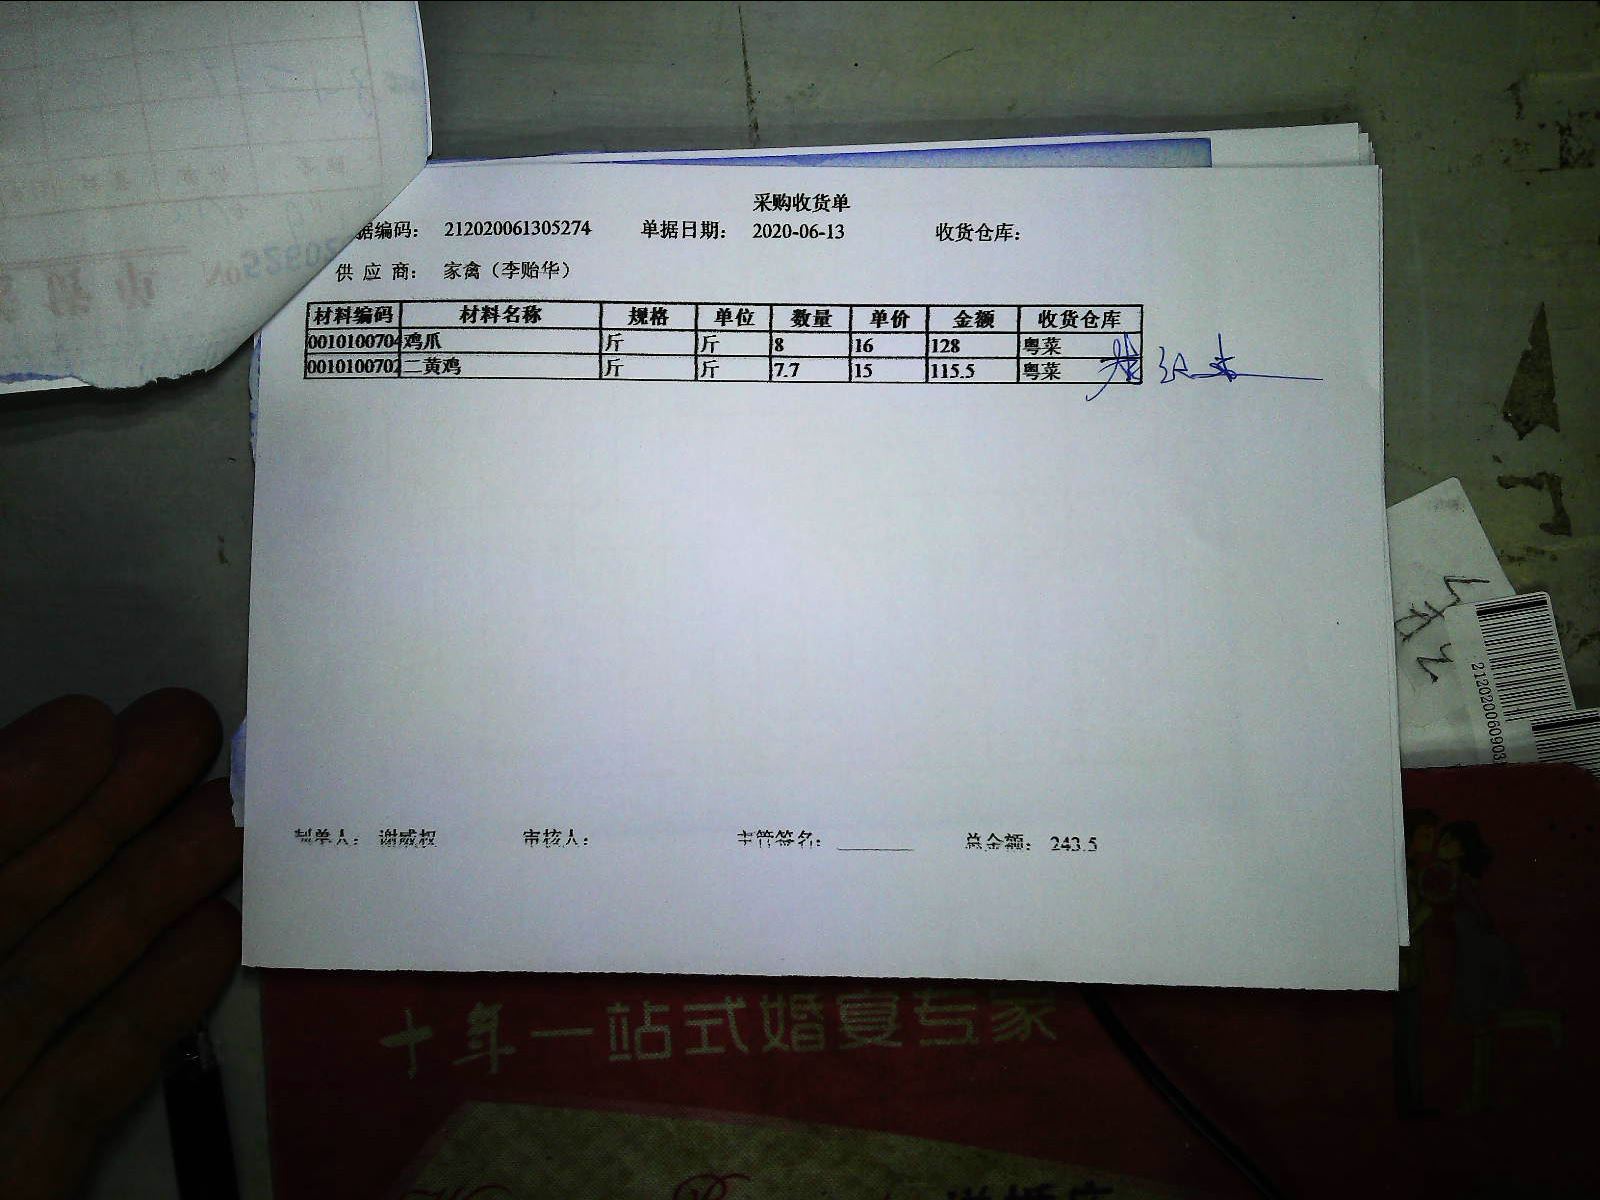 采购收货单
据编码： 212020061305274 单据日期： 2020-06-13 收货仓库：
供 应 商： 家禽（李贻华）
材料编码 材料名称 规格 单位 数量 单价 金额 收货仓库
0010100704 鸡爪 斤 斤 8 16 128 粤菜
0010100702 二黄鸡 斤 斤 7.7 15 115.5 粤菜
制单人： 谢威权 审核人： 主管签名： 总金额： 243.5
21202006090
十年一站式婚宴专家